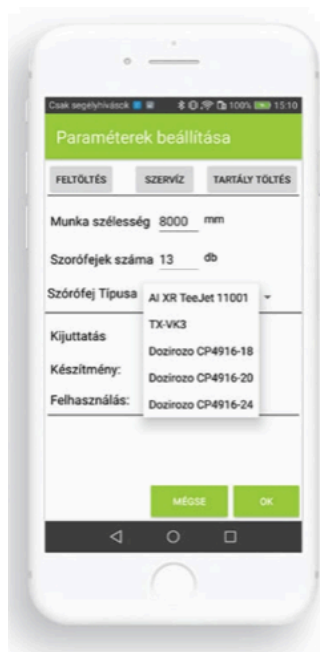 Csak segélyhívások 100% 15:10
Paraméterek beállítása
FELTÖLTÉS SZERVÍZ TARTÁLY TÖLTÉS
Munka szélesség 8000 mm
Szorófejek száma 13 db
Szórófej Típusa AI XR TeeJet 11001
TX-VK3
Kijuttatás
Dozirozo CP4916-18
Készítmény:
Dozirozo CP4916-20
Felhasználás:
Dozirozo CP4916-24
MÉGSE OK